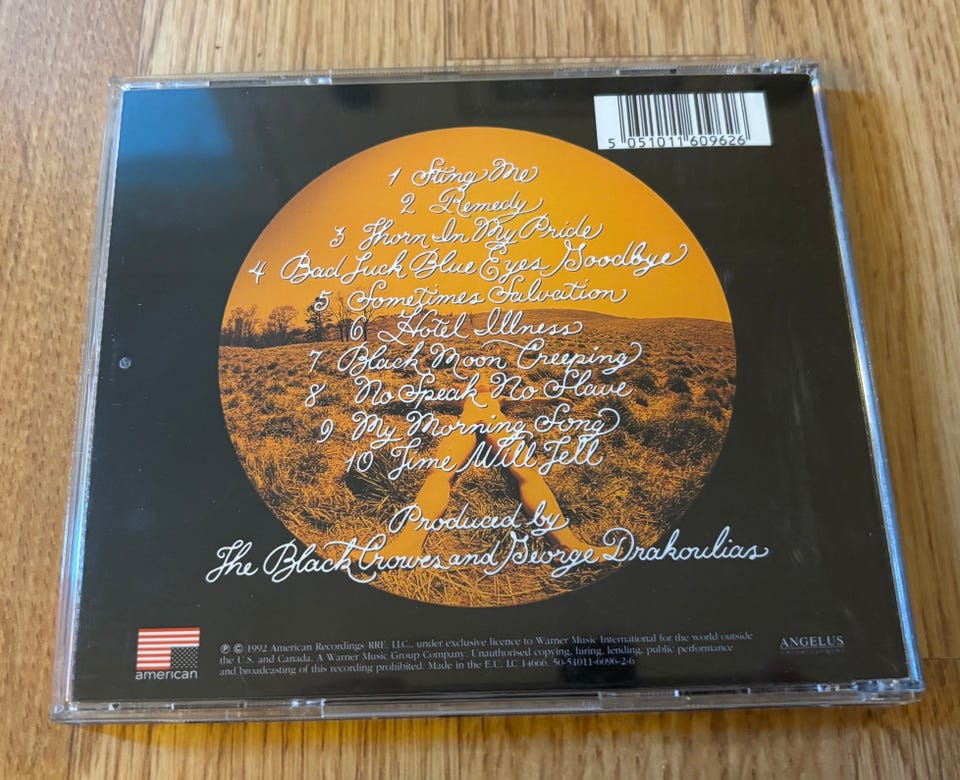 5 051011 609626
1 Sting Me
2 Remedy
3 Thorn In My Pride
4 Bad Luck Blue Eyes Goodbye
5 Sometimes Salvation
6 Hotel Illness
7 Black Moon Creeping
8 No Speak No Slave
9 My Morning Song
10 Time Will Tell
Produced by
The Black Crowes and George Drakoulias
american
℗ © 1992 American Recordings RRF, LLC, under exclusive licence to Warner Music International for the world outside
the U.S. and Canada. A Warner Music Group Company. Unauthorised copying, hiring, lending, public performance
and broadcasting of this recording prohibited. Made in the E.U. LC 14666. 50-51011-6096-2-6
ANGELUS
ENTERTAINMENT